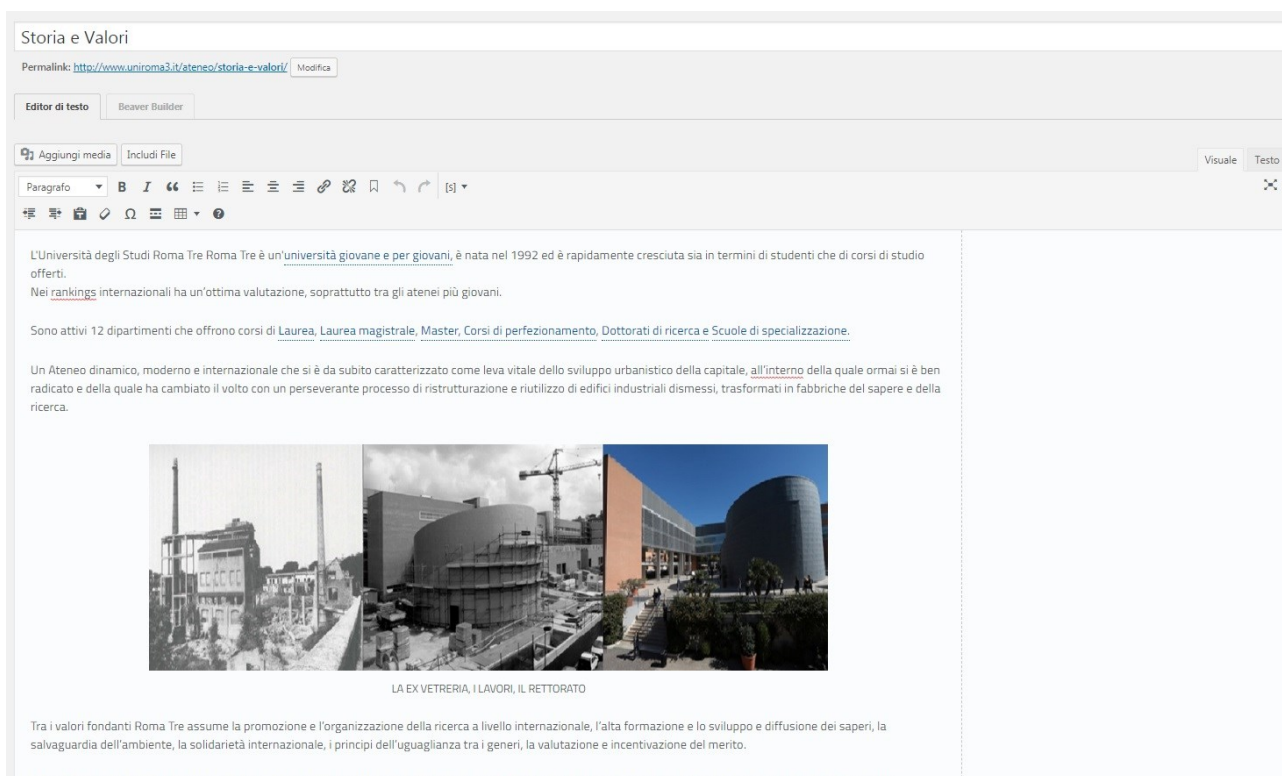 Storia e Valori
Permalink: http://www.uniroma3.it/ateneo/storia-e-valori/ Modifica
Editor di testo Beaver Builder
Aggiungi media Includi File
Visuale Testo
Paragrafo B I [s]
L'Università degli Studi Roma Tre Roma Tre è un'università giovane e per giovani, è nata nel 1992 ed è rapidamente cresciuta sia in termini di studenti che di corsi di studio
offerti.
Nei rankings internazionali ha un'ottima valutazione, soprattutto tra gli atenei più giovani.
Sono attivi 12 dipartimenti che offrono corsi di Laurea, Laurea magistrale, Master, Corsi di perfezionamento, Dottorati di ricerca e Scuole di specializzazione.
Un Ateneo dinamico, moderno e internazionale che si è da subito caratterizzato come leva vitale dello sviluppo urbanistico della capitale, all'interno della quale ormai si è ben
radicato e della quale ha cambiato il volto con un perseverante processo di ristrutturazione e riutilizzo di edifici industriali dismessi, trasformati in fabbriche del sapere e della
ricerca.
LA EX VETRERIA, I LAVORI, IL RETTORATO
Tra i valori fondanti Roma Tre assume la promozione e l'organizzazione della ricerca a livello internazionale, l'alta formazione e lo sviluppo e diffusione dei saperi, la
salvaguardia dell'ambiente, la solidarietà internazionale, i principi dell'uguaglianza tra i generi, la valutazione e incentivazione del merito.